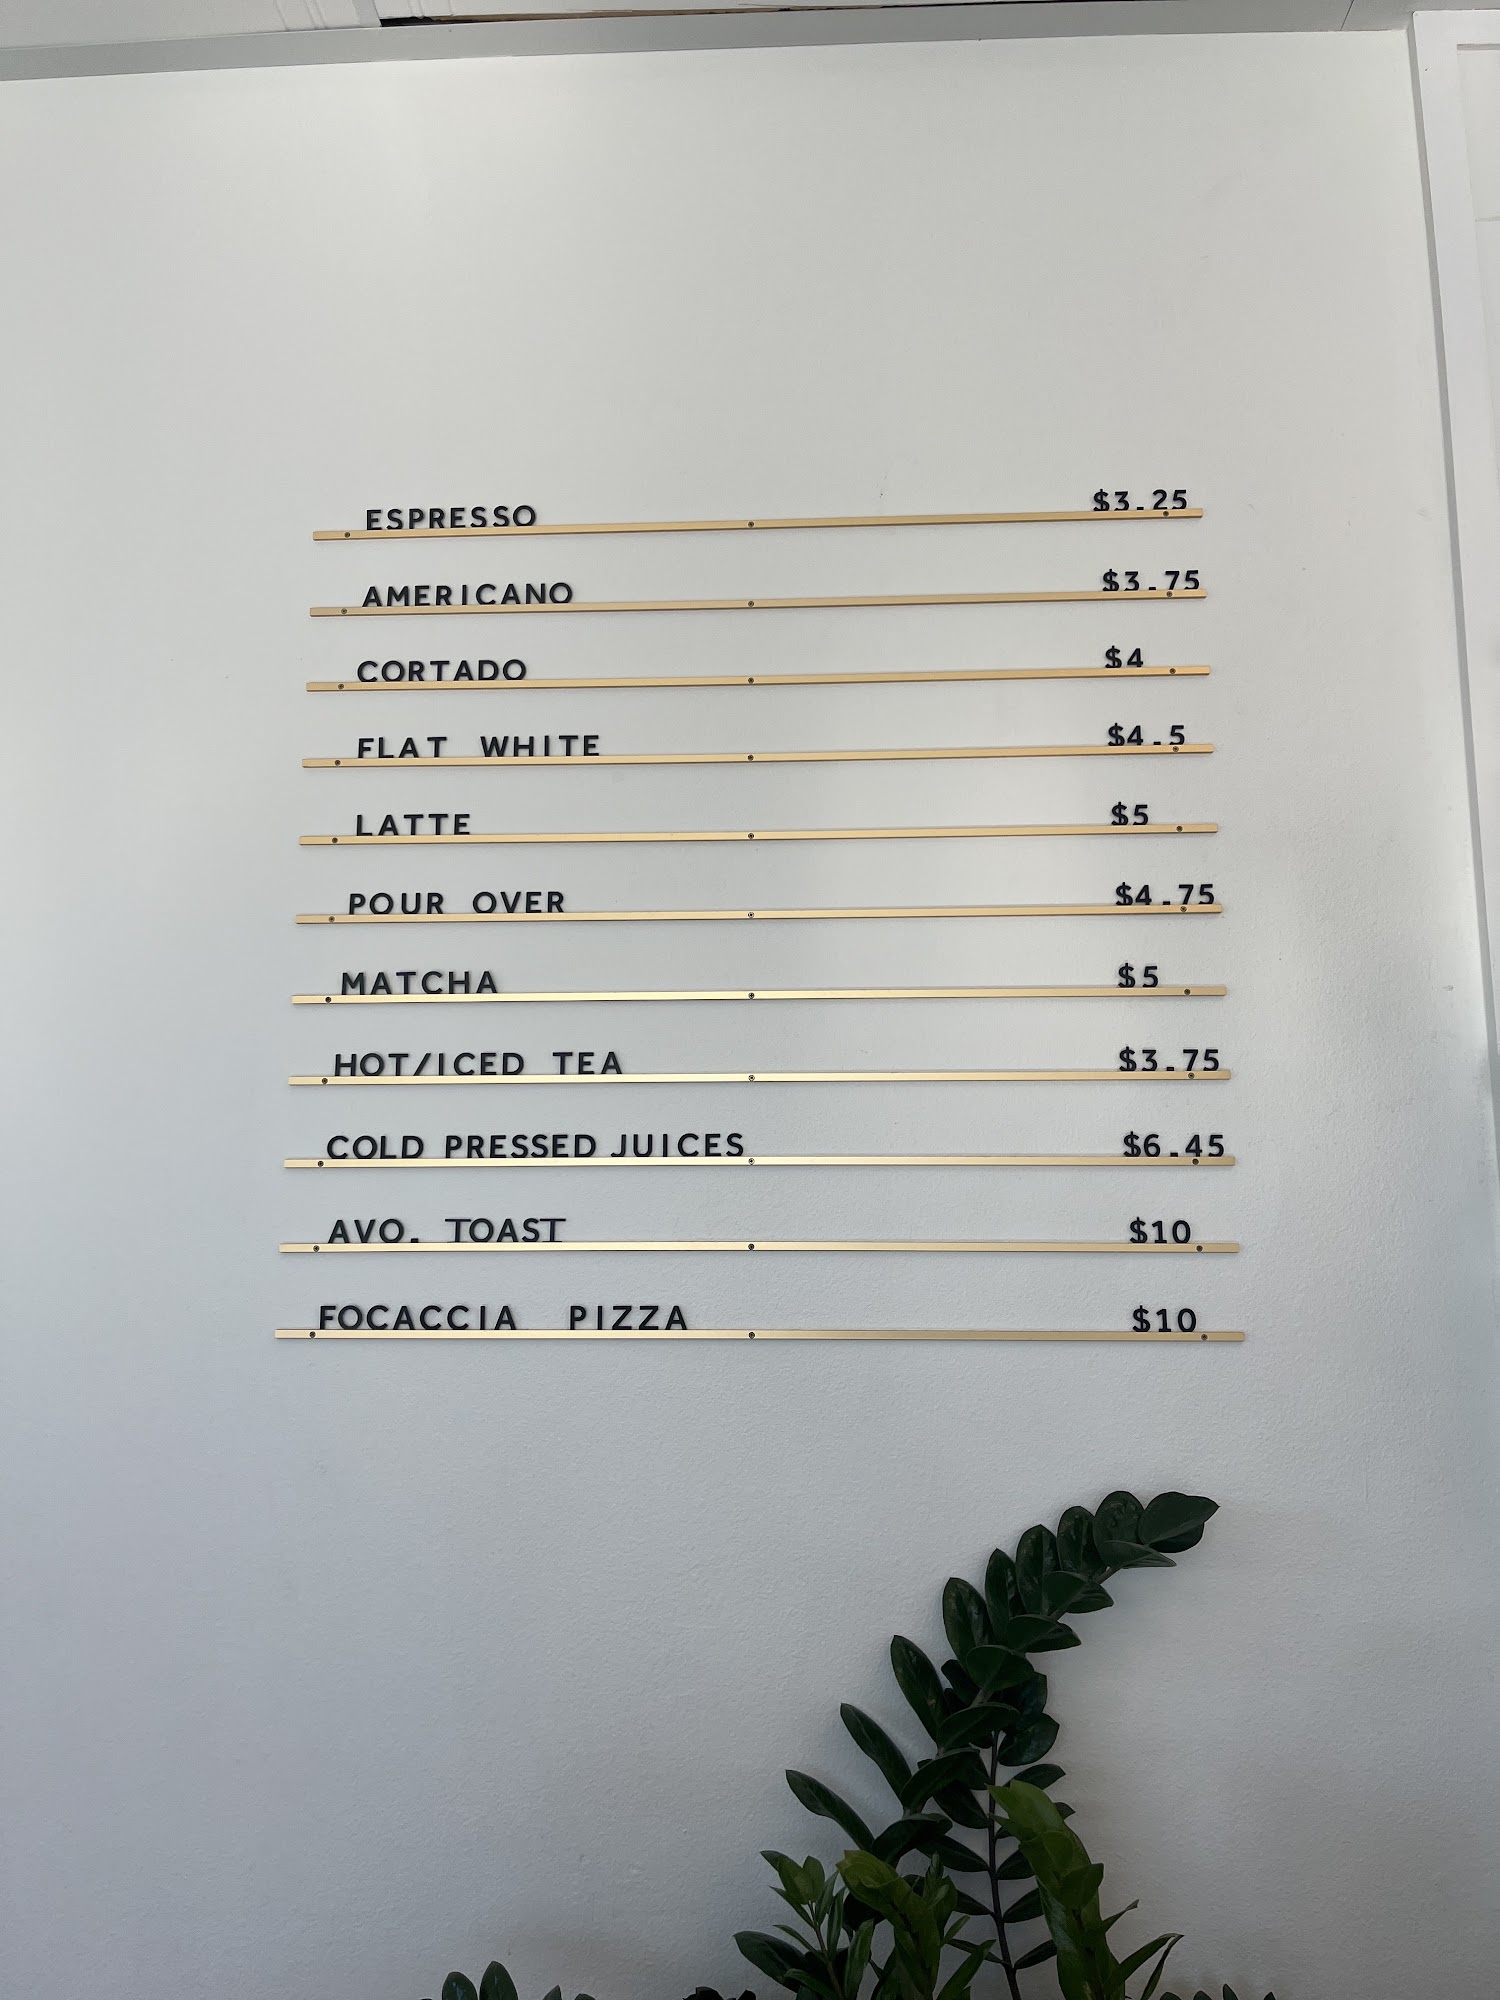 ESPRESSO $3.25
AMERICANO $3.75
CORTADO $4
FLAT WHITE $4.5
LATTE $5
POUR OVER $4.75
MATCHA $5
HOT/ICED TEA $3.75
COLD PRESSED JUICES $6.45
AVO. TOAST $10
FOCACCIA PIZZA $10